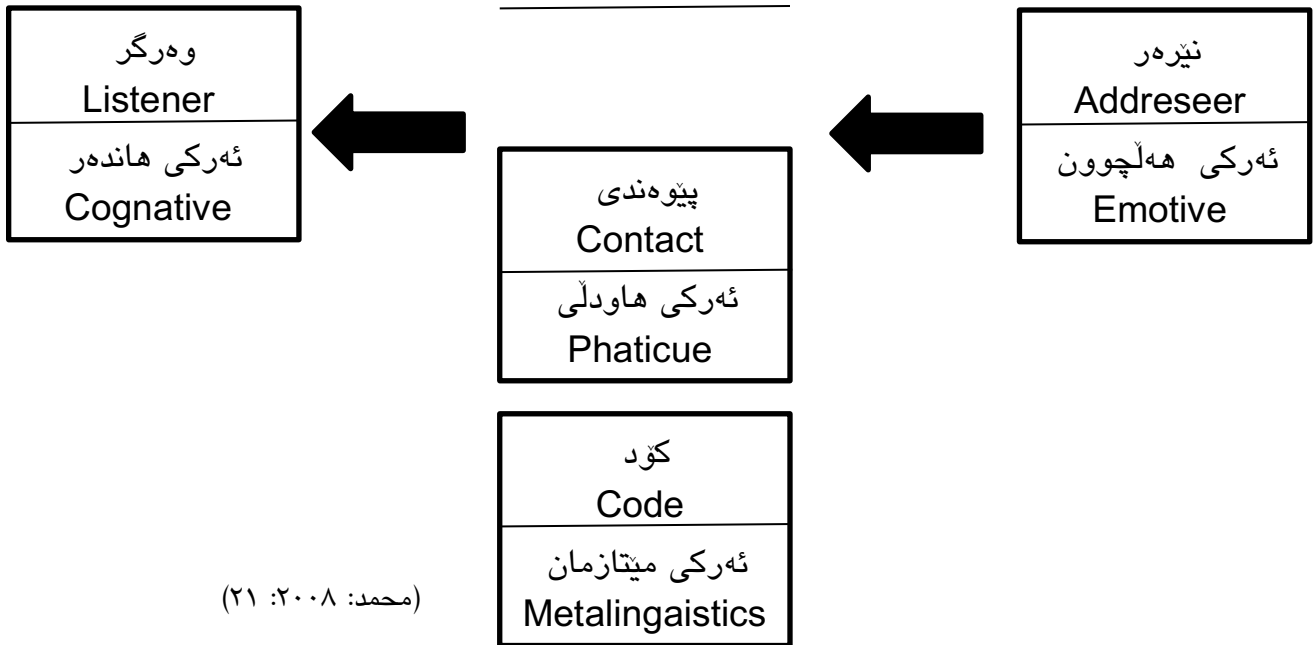 نێرەر
Addreseer
ئەرکی هەڵچوون
Emotive
وەرگر
Listener
ئەرکی هاندەر
Cognative
پێوەندی
Contact
ئەرکی هاودڵی
Phaticue
کۆد
Code
ئەرکی مێتازمان
Metalingaistics
(محمد: ٢٠٠٨: ٢١)